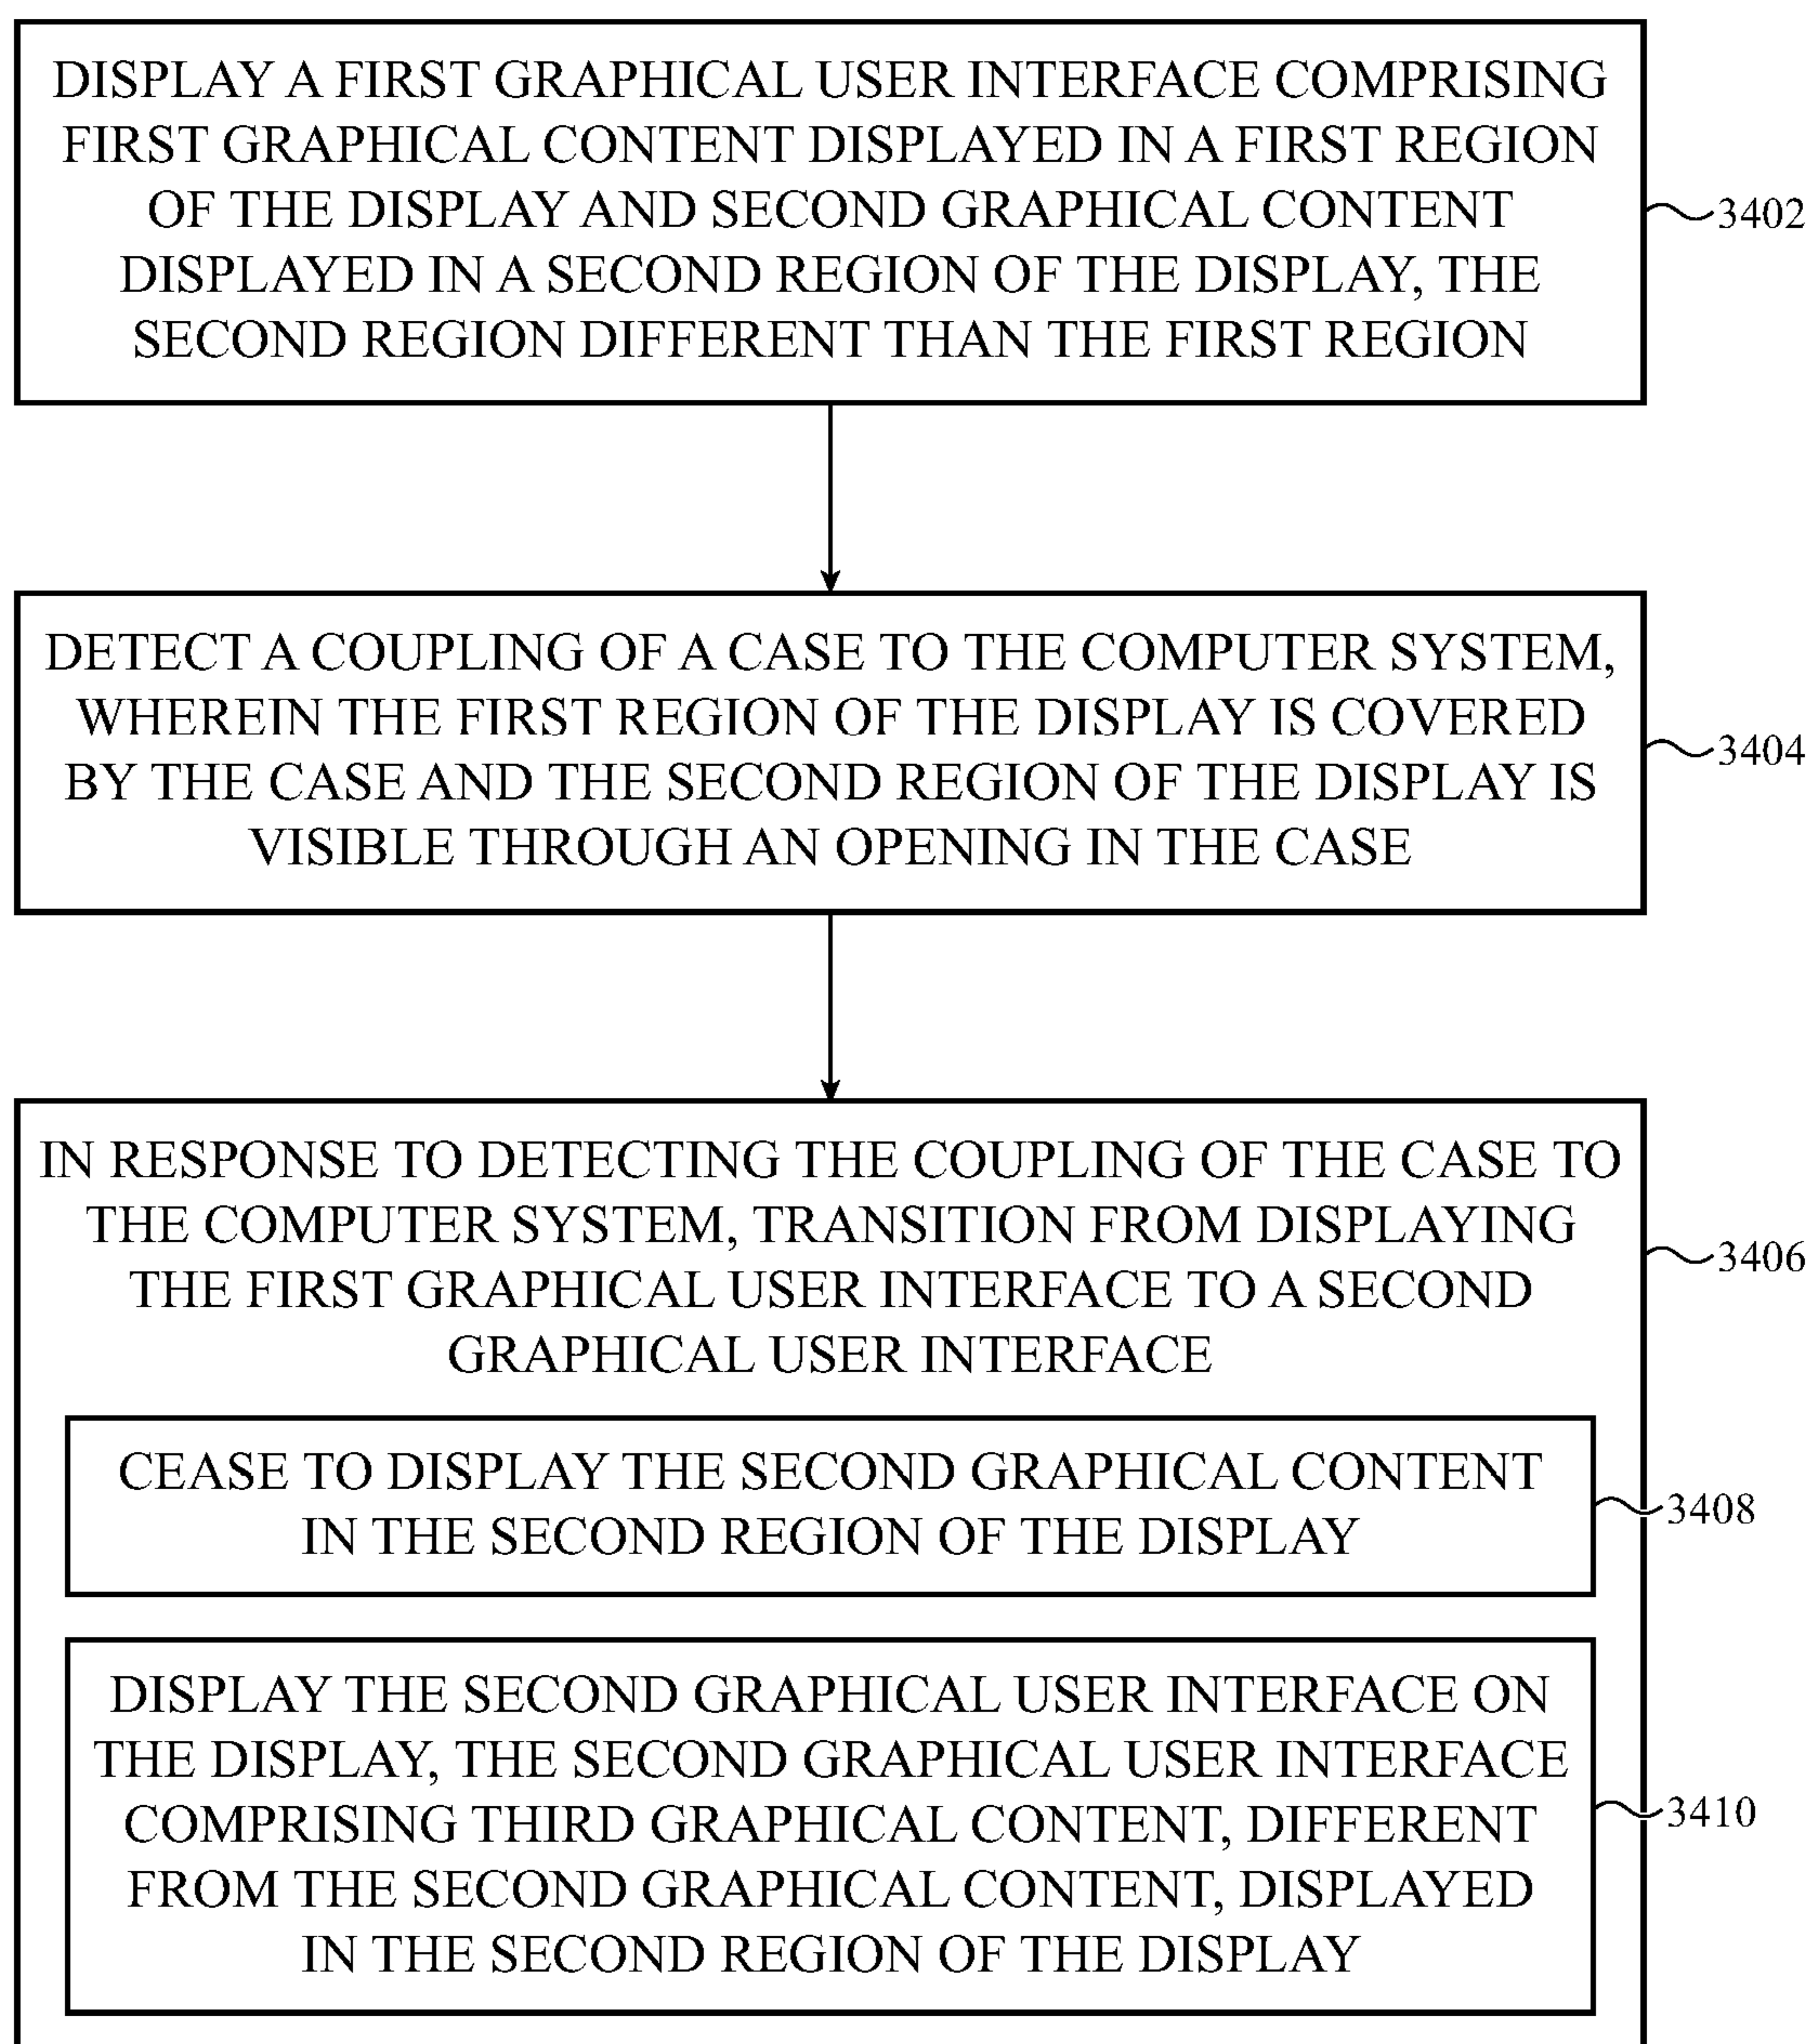 DISPLAY A FIRST GRAPHICAL USER INTERFACE COMPRISING
FIRST GRAPHICAL CONTENT DISPLAYED IN A FIRST REGION
OF THE DISPLAY AND SECOND GRAPHICAL CONTENT
DISPLAYED IN A SECOND REGION OF THE DISPLAY, THE
SECOND REGION DIFFERENT THAN THE FIRST REGION
3402
DETECT A COUPLING OF A CASE TO THE COMPUTER SYSTEM,
WHEREIN THE FIRST REGION OF THE DISPLAY IS COVERED
BY THE CASE AND THE SECOND REGION OF THE DISPLAY IS
VISIBLE THROUGH AN OPENING IN THE CASE
3404
IN RESPONSE TO DETECTING THE COUPLING OF THE CASE TO
THE COMPUTER SYSTEM, TRANSITION FROM DISPLAYING
THE FIRST GRAPHICAL USER INTERFACE TO A SECOND
GRAPHICAL USER INTERFACE
3406
CEASE TO DISPLAY THE SECOND GRAPHICAL CONTENT
IN THE SECOND REGION OF THE DISPLAY
3408
DISPLAY THE SECOND GRAPHICAL USER INTERFACE ON
THE DISPLAY, THE SECOND GRAPHICAL USER INTERFACE
COMPRISING THIRD GRAPHICAL CONTENT, DIFFERENT
FROM THE SECOND GRAPHICAL CONTENT, DISPLAYED
IN THE SECOND REGION OF THE DISPLAY
3410